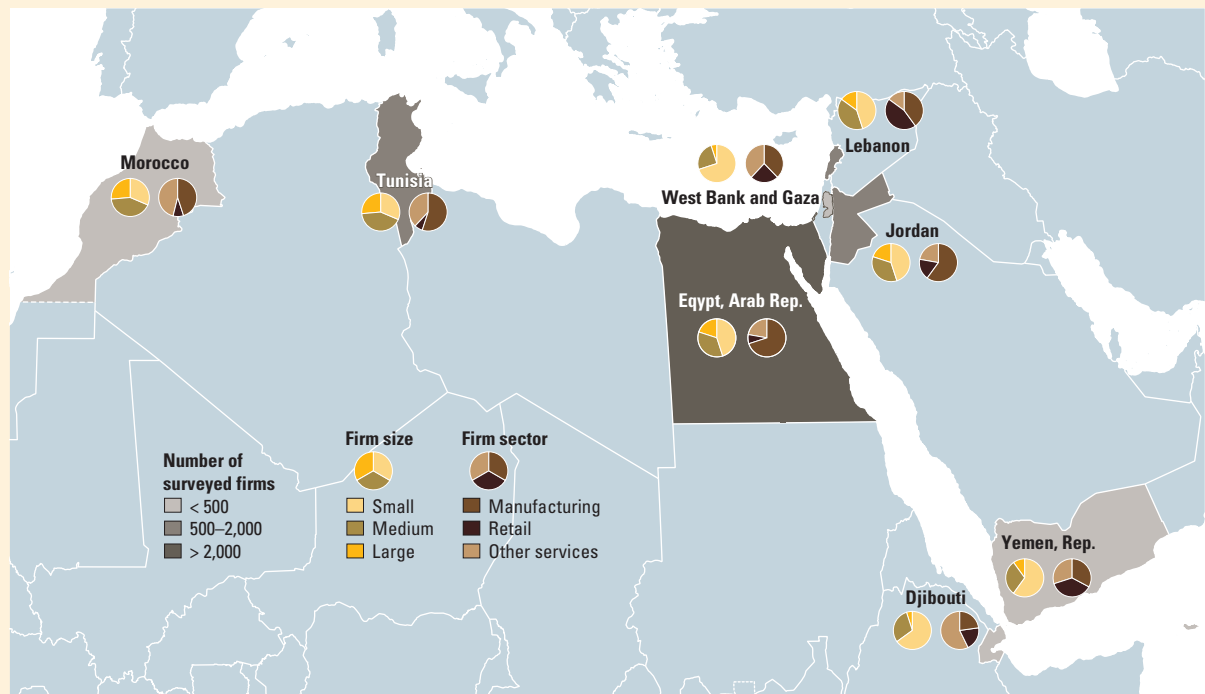 Morocco
Tunisia
Lebanon
West Bank and Gaza
Jordan
Eqypt, Arab Rep.
Yemen, Rep.
Djibouti
Number of
surveyed firms
< 500
500–2,000
> 2,000
Firm size
Small
Medium
Large
Firm sector
Manufacturing
Retail
Other services